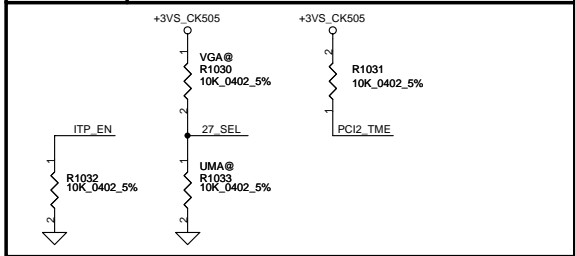 +3VS_CK505
+3VS_CK505
1
VGA@
R1030
10K_0402_5%
2
2
R1031
10K_0402_5%
1
ITP_EN
27_SEL
PCI2_TME
1
R1032
10K_0402_5%
2
1
UMA@
R1033
10K_0402_5%
2